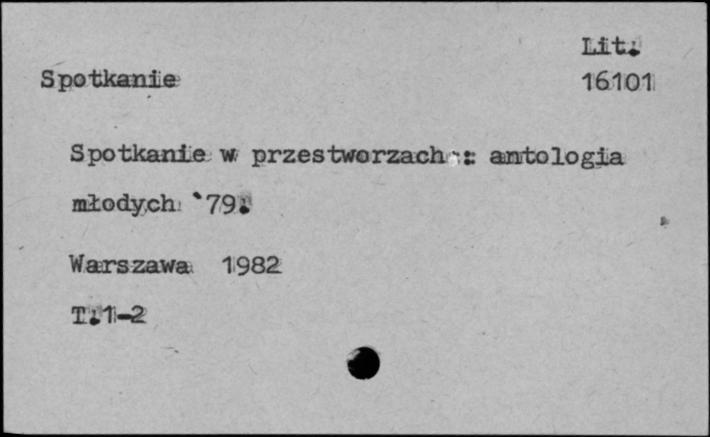 Lit.
Spotkanie 16101
Spotkanie w przestworzach : antologia
młodych `79.
Warszawa 1982
T.1-2